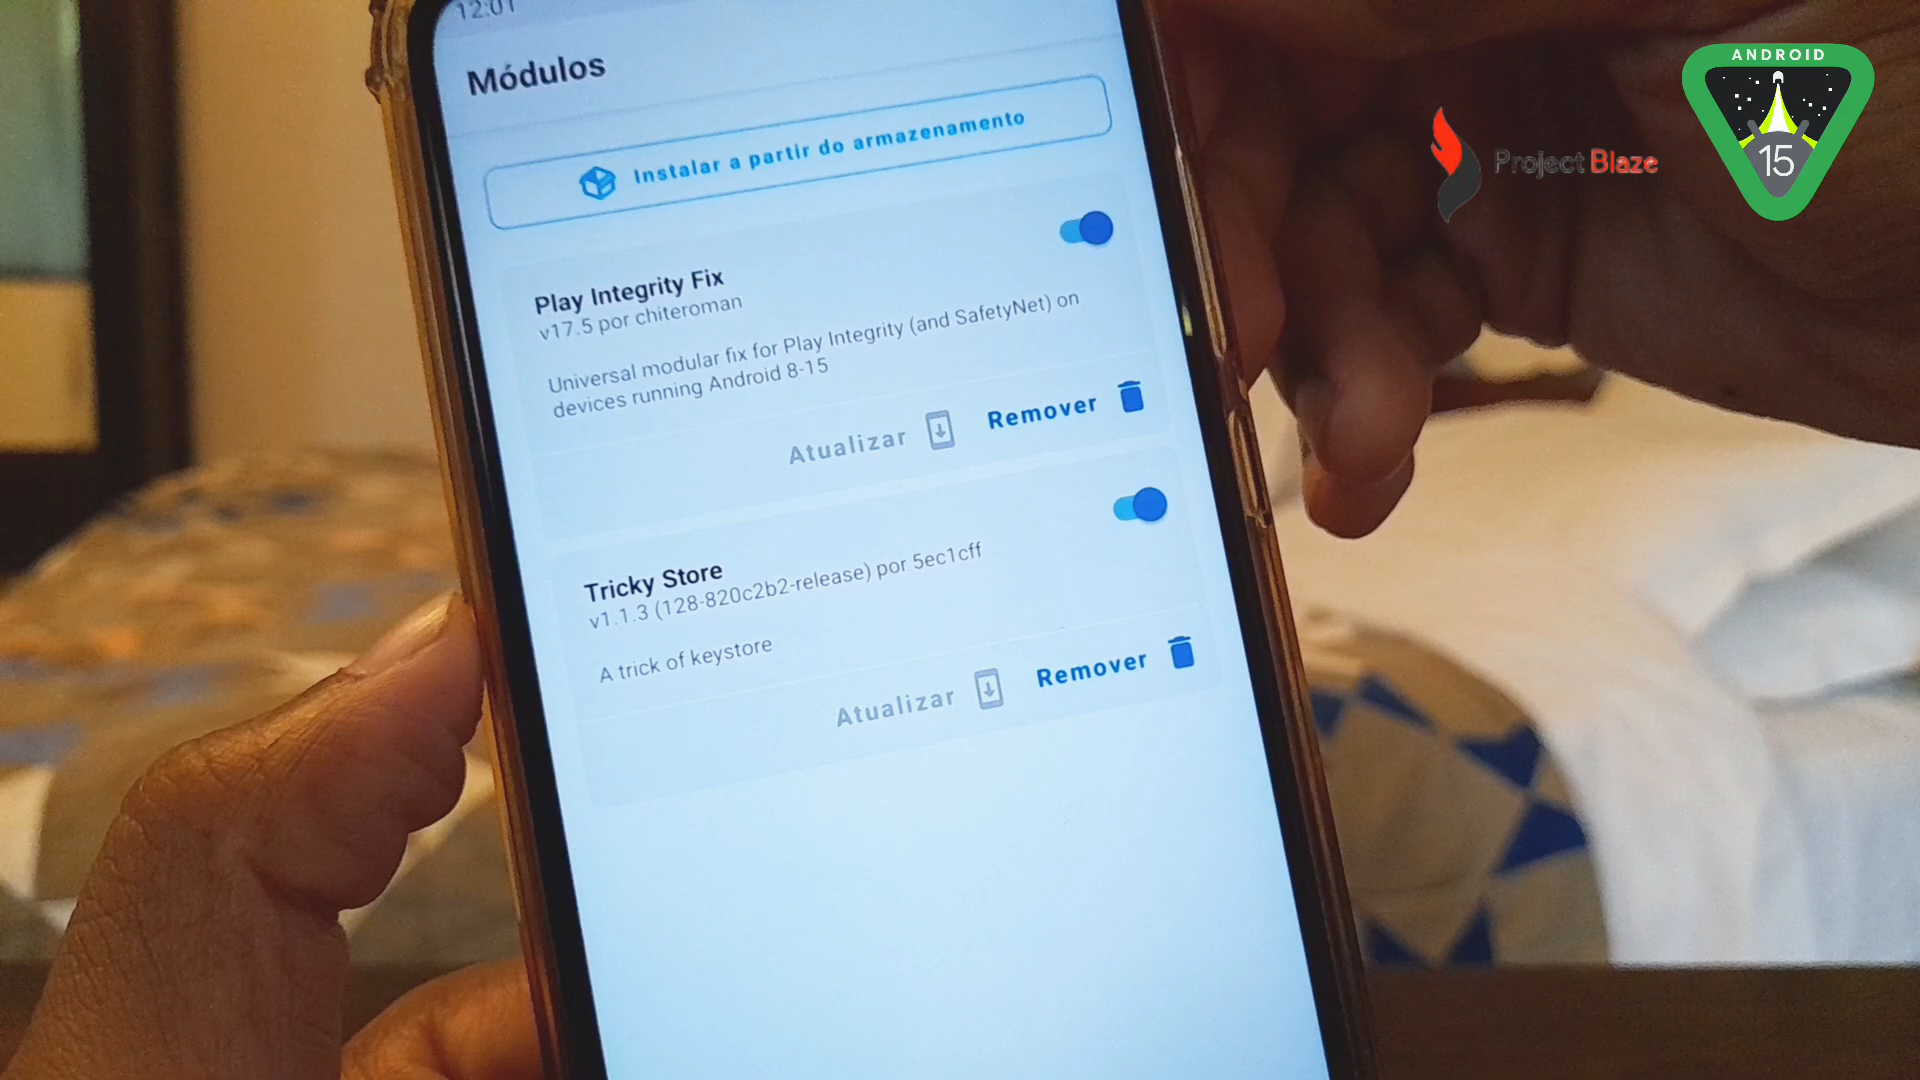 12:01
Módulos
Instalar a partir do armazenamento
Play Integrity Fix
v17.5 por chiteroman
Universal modular fix for Play Integrity (and SafetyNet) on
devices running Android 8-15
Atualizar
Remover
Tricky Store
v1.1.3 (128-820c2b2-release) por 5ec1cff
A trick of keystore
Atualizar
Remover
Project Blaze
ANDROID
15